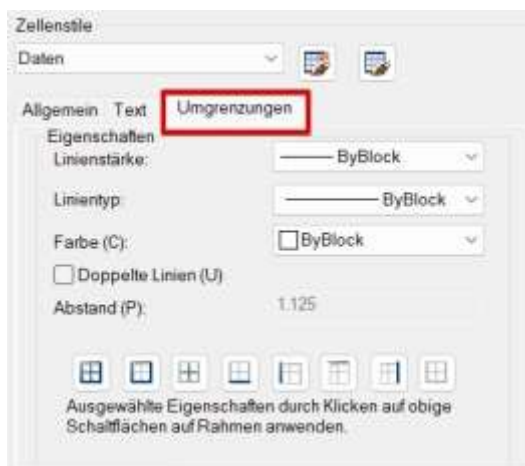 Zellenstile
Daten
Allgemein Text Umgrenzungen
Eigenschaften
Linienstärke: ByBlock
Linientyp: ByBlock
Farbe (C): ByBlock
Doppelte Linien (U)
Abstand (P): 1.125
Ausgewählte Eigenschaften durch Klicken auf obige
Schaltflächen auf Rahmen anwenden.